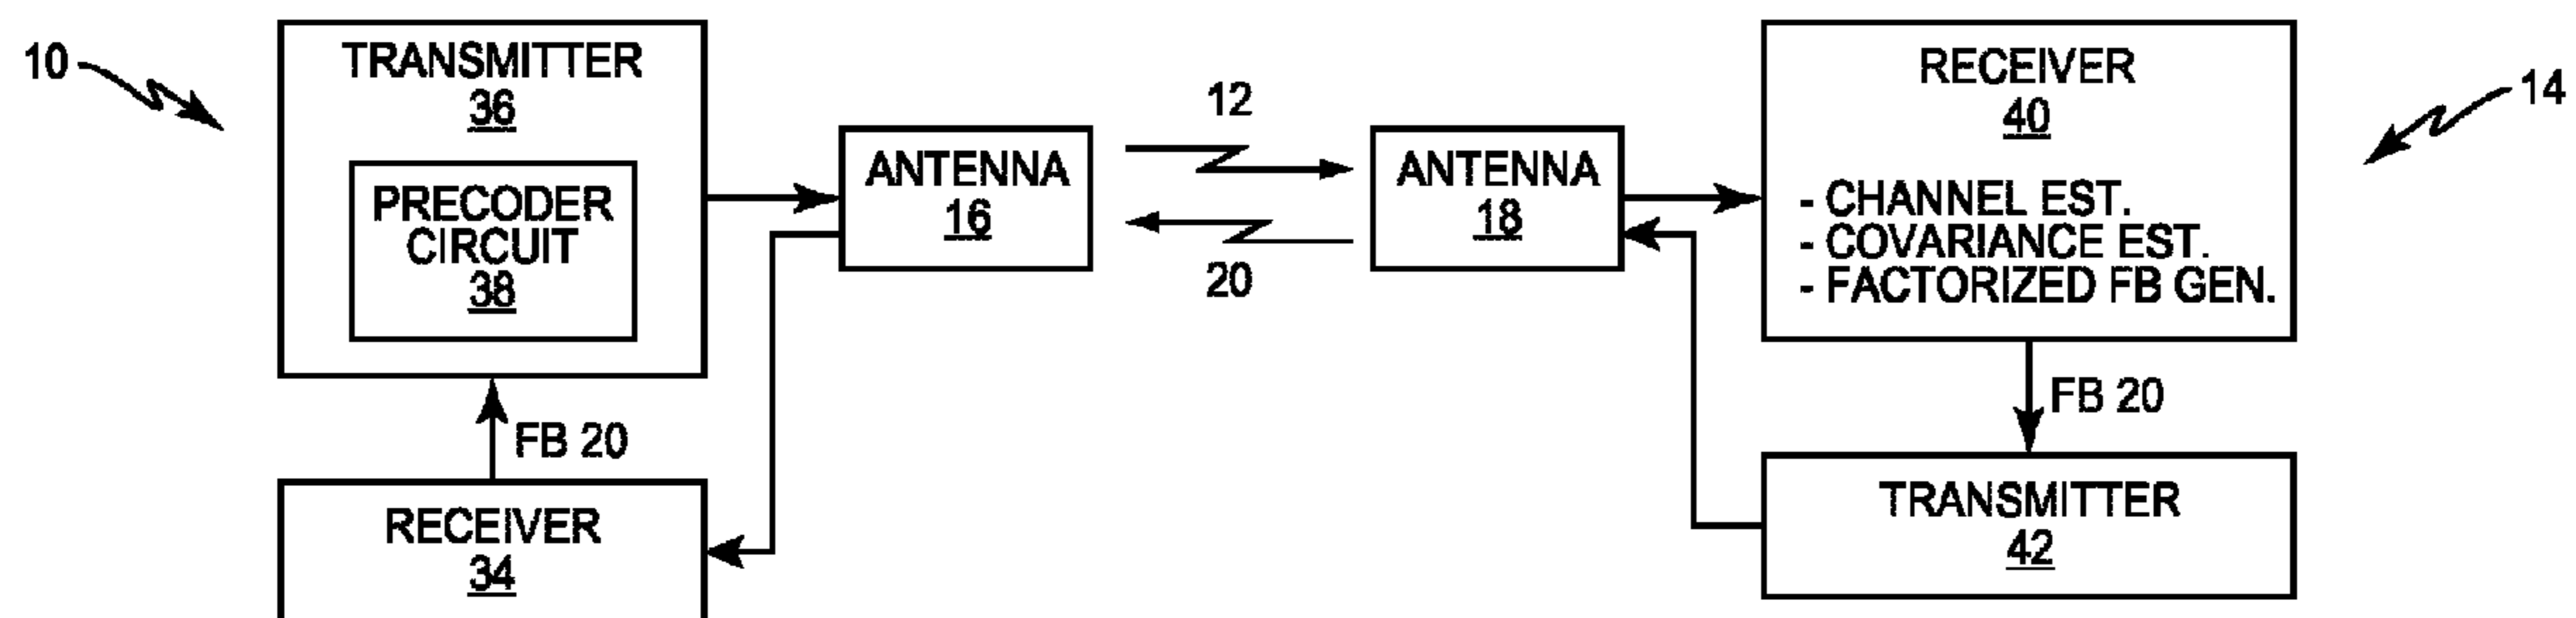 10
TRANSMITTER
36
PRECODER
CIRCUIT
38
FB 20
RECEIVER
34
ANTENNA
16
12
20
ANTENNA
18
RECEIVER
40
- CHANNEL EST.
- COVARIANCE EST.
- FACTORIZED FB GEN.
14
FB 20
TRANSMITTER
42